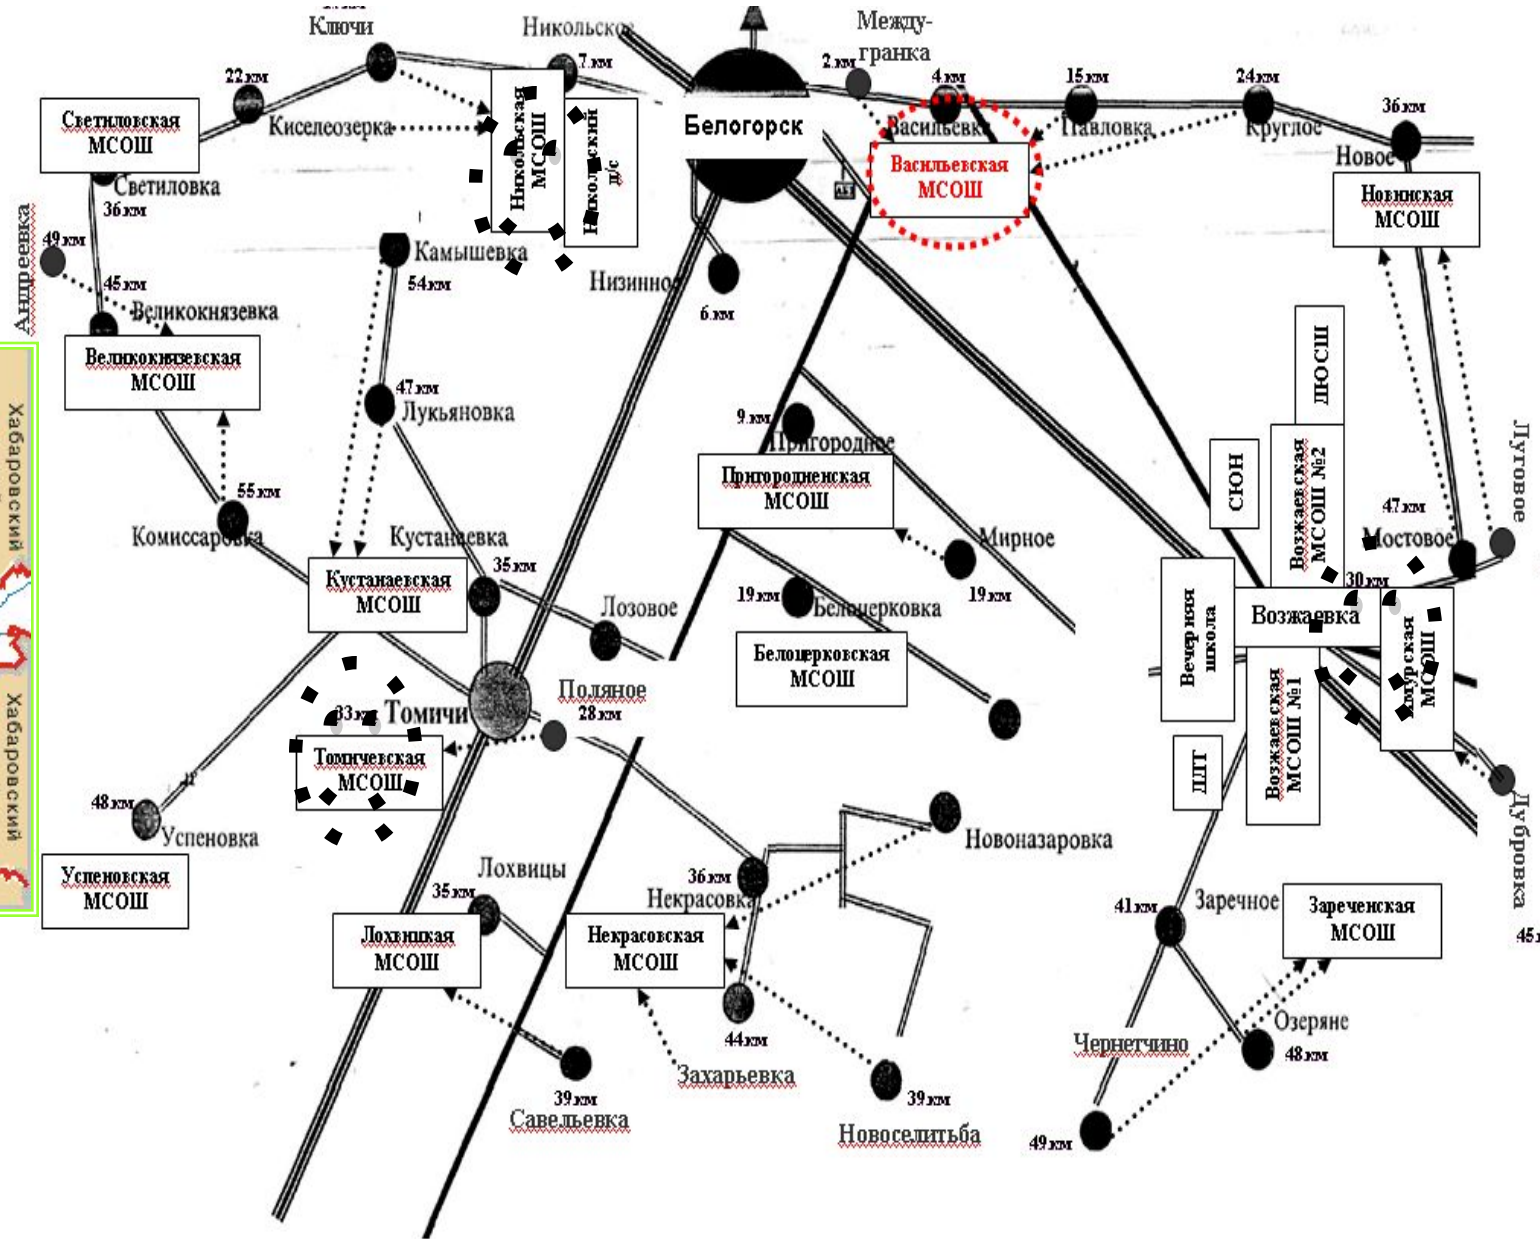 Ключи
Никольско
Между-
гранка
22 км
7 км
2 км
4 км
15 км
24 км
36 км
Светиловская
МСОШ
Киселеозерка
Никольская
МСОШ
д/с
Белогорск
Васильевка
Павловка
Круглое
Новое
Васильевская
МСОШ
Новинская
МСОШ
Светиловка
36 км
Андреевка
49 км
Камышевка
54 км
Низинно
6 км
45 км
Великокнязевка
Великокнязевская
МСОШ
47 км
Лукьяновка
9 км
Пригородное
Пригородненская
МСОШ
ДЮСШ
СЮН
Возжаевская
МСОШ №2
Луговое
47 км
Мостовое
55 км
Комиссаровка
Кустанаевка
35 км
Кустанаевская
МСОШ
Лозовое
Мирное
19 км
19 км
Белоцерковка
Белоцерковская
МСОШ
30 км
Возжаевка
Вечерняя
школа
Возжаевская
МСОШ №1
МСОШ
Хабаровский
Хабаровский
Поляное
28 км
33 км
Томичи
Томичевская
МСОШ
48 км
Успеновка
Успеновская
МСОШ
Лохвицы
35 км
Лохвицкая
МСОШ
36 км
Некрасовка
Некрасовская
МСОШ
Новоназаровка
44 км
Захарьевка
39 км
Савельевка
39 км
Новоселитьба
41 км
Заречное
Зареченская
МСОШ
Дубровка
45
Озеряне
48 км
Чернетчино
49 км